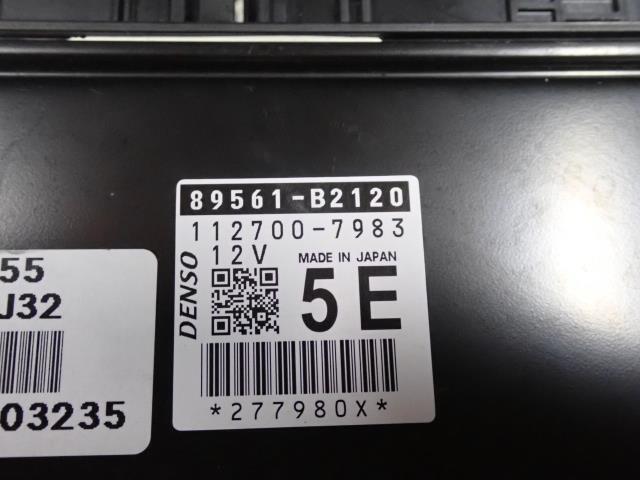 89561-B2120
112700-7983
12V MADE IN JAPAN
DENSO
5E
*277980X*
55
J32
03235